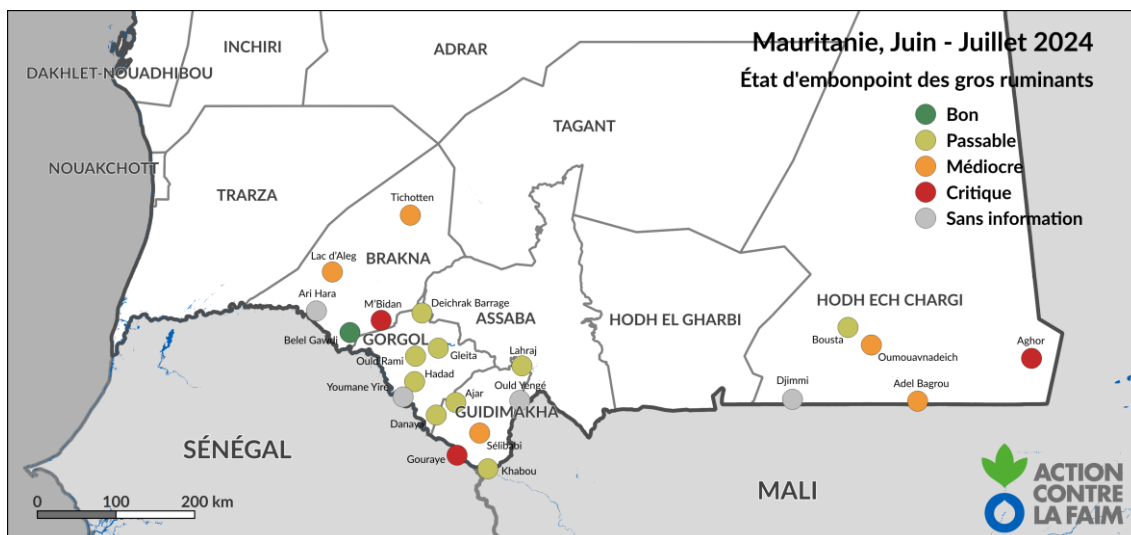 Mauritanie, Juin - Juillet 2024
État d'embonpoint des gros ruminants
Bon
Passable
Médiocre
Critique
Sans information
INCHIRI
ADRAR
DAKHLET-NOUADHIBOU
TAGANT
NOUAKCHOTT
TRARZA
Tichotten
BRAKNA
Lac d'Aleg
Ari Hara
M'Bidan
Deichrak Barrage
ASSABA
HODH EL GHARBI
HODH ECH CHARGI
Belel Gawdi
GORGOL
Gleita
Ould Rami
Lahraj
Bousta
Oumouavnadeich
Aghor
Hadad
Youmane Yiré
Ajar
Ould Yengé
Djimmi
Adel Bagrou
GUIDIMAKHA
Danaya
Sélibabi
Gouraye
Khabou
SÉNÉGAL
MALI
0 100 200 km
ACTION
CONTRE
LA FAIM